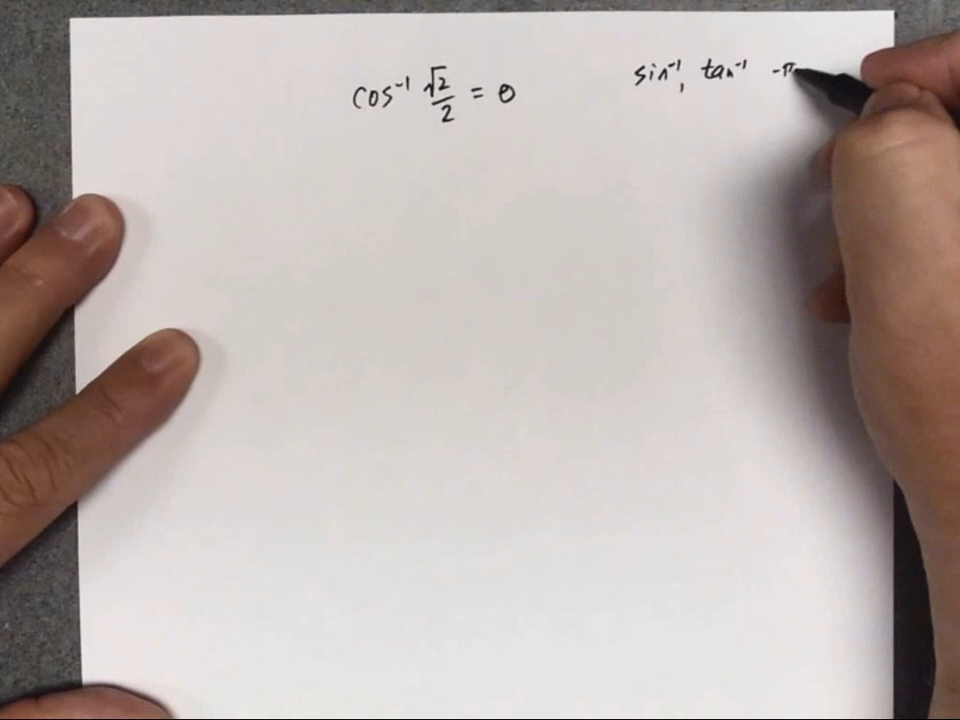 cos⁻¹ √2/2 = θ
sin⁻¹, tan⁻¹ -π